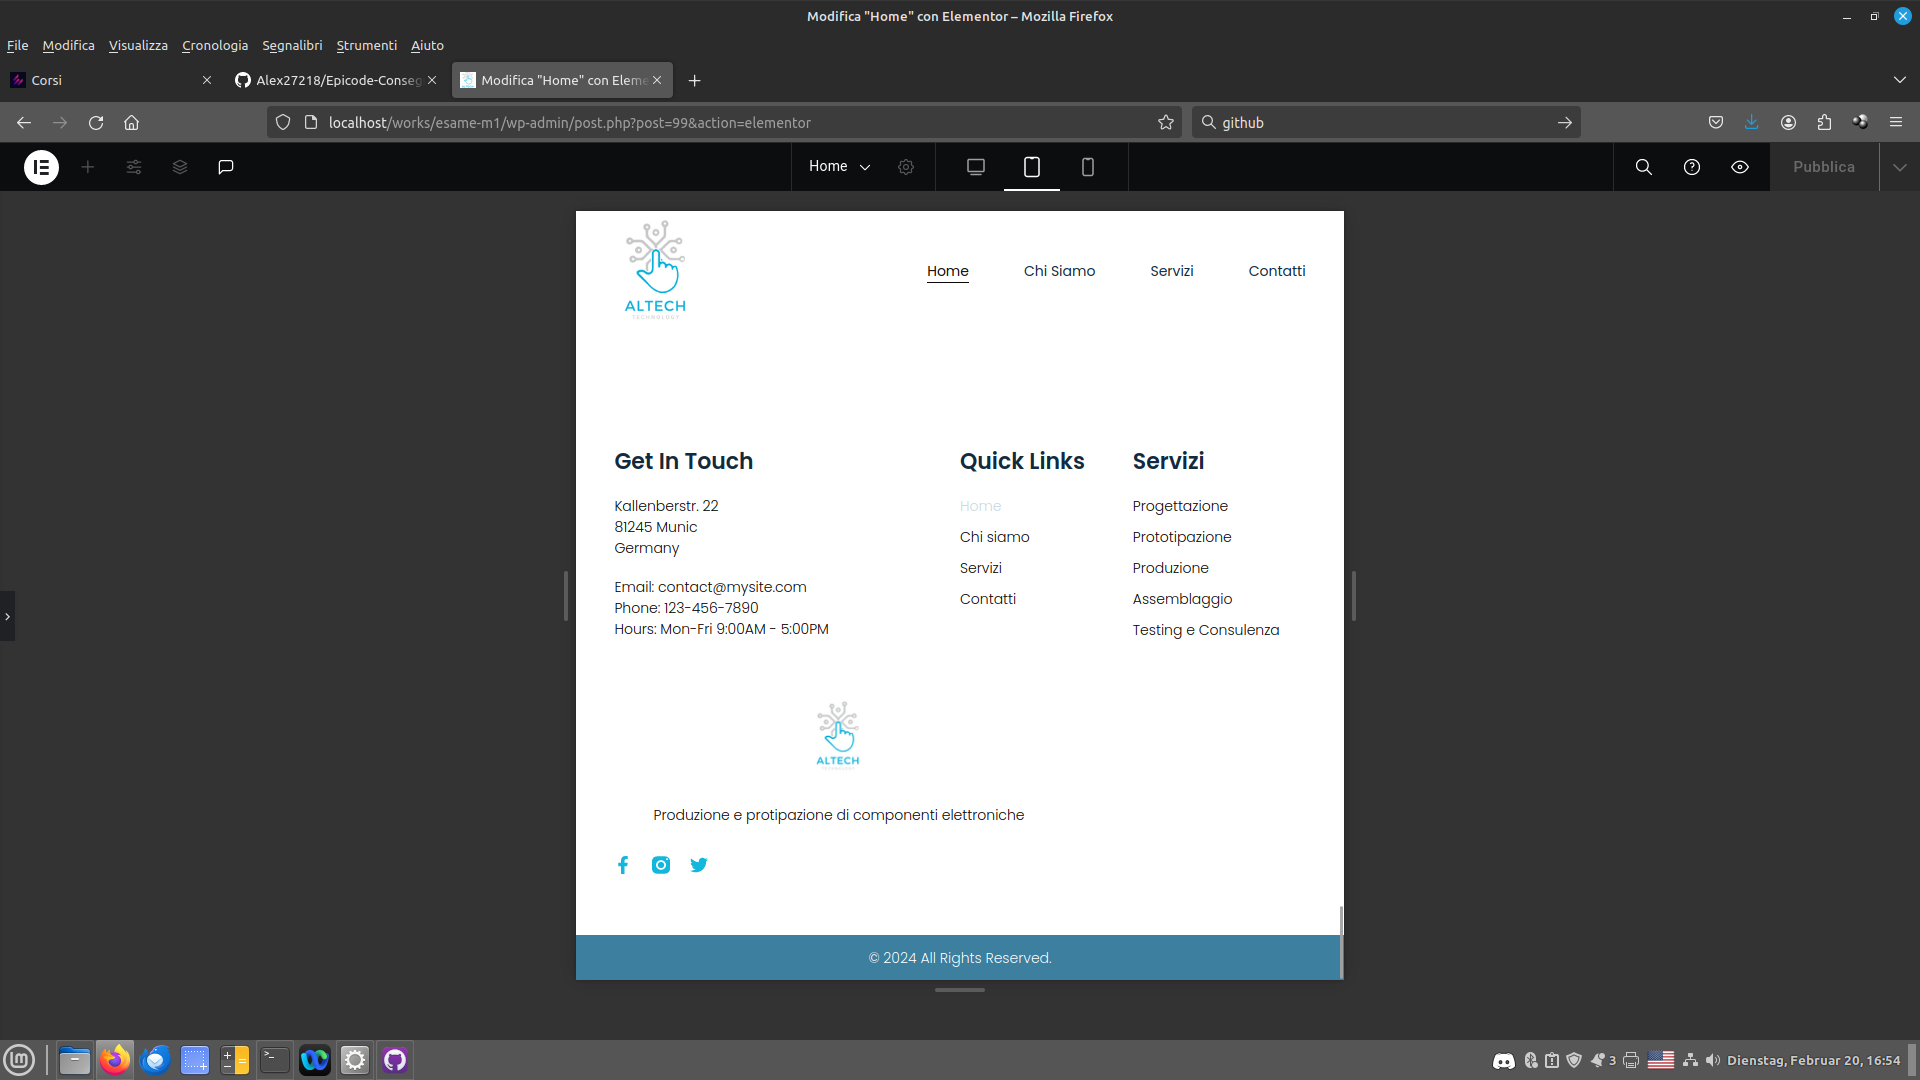 Modifica "Home" con Elementor – Mozilla Firefox
File Modifica Visualizza Cronologia Segnalibri Strumenti Aiuto
Corsi
Alex27218/Epicode-Conseg
Modifica "Home" con Eleme
localhost/works/esame-m1/wp-admin/post.php?post=99&action=elementor
github
Home
Pubblica
ALTECH
TECHNOLOGY
Home Chi Siamo Servizi Contatti
Get In Touch
Kallenberstr. 22
81245 Munic
Germany
Email: contact@mysite.com
Phone: 123-456-7890
Hours: Mon-Fri 9:00AM - 5:00PM
Quick Links
Home
Chi siamo
Servizi
Contatti
Servizi
Progettazione
Prototipazione
Produzione
Assemblaggio
Testing e Consulenza
ALTECH
Produzione e protipazione di componenti elettroniche
© 2024 All Rights Reserved.
3
Dienstag, Februar 20, 16:54